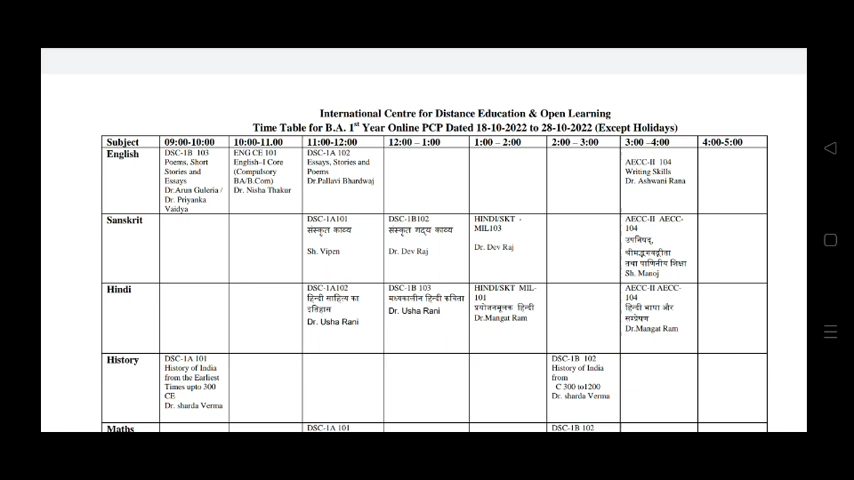 International Centre for Distance Education & Open Learning
Time Table for B.A. 1st Year Online PCP Dated 18-10-2022 to 28-10-2022 (Except Holidays)
Subject 09:00-10:00 10:00-11.00 11:00-12:00 12:00 – 1:00 1:00 – 2:00 2:00 – 3:00 3:00 –4:00 4:00-5:00
English
DSC-1B 103
Poems, Short
Stories and
Essays
Dr.Arun Guleria /
Dr. Priyanka
Vaidya
ENG CE 101
English–I Core
(Compulsory
BA/B.Com)
Dr. Nisha Thakur
DSC-1A 102
Essays, Stories and
Poems
Dr.Pallavi Bhardwaj
AECC-II 104
Writing Skills
Dr. Ashwani Rana
Sanskrit
DSC-1A101
संस्कृत काव्य
Sh. Vipen
DSC-1B102
संस्कृत गद्य काव्य
Dr. Dev Raj
HINDI/SKT -
MIL103
Dr. Dev Raj
AECC-II AECC-
104
उपनिषद्,
श्रीमद्भगवद्गीता
तथा पाणिनीय शिक्षा
Sh. Manoj
Hindi
DSC-1A102
हिन्दी साहित्य का
इतिहास
Dr. Usha Rani
DSC-1B 103
मध्यकालीन हिन्दी कविता
Dr. Usha Rani
HINDI/SKT MIL-
101
प्रयोजनमूलक हिन्दी
Dr.Mangat Ram
AECC-II AECC-
104
हिन्दी भाषा और
सम्प्रेषण
Dr.Mangat Ram
History
DSC-1A 101
History of India
from the Earliest
Times upto 300
CE
Dr. sharda Verma
DSC-1B 102
History of India
from
C 300 to1200
Dr. sharda Verma
Maths
DSC-1A 101
DSC-1B 102